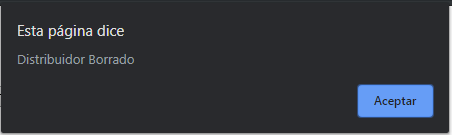 Esta página dice
Distribuidor Borrado
Aceptar